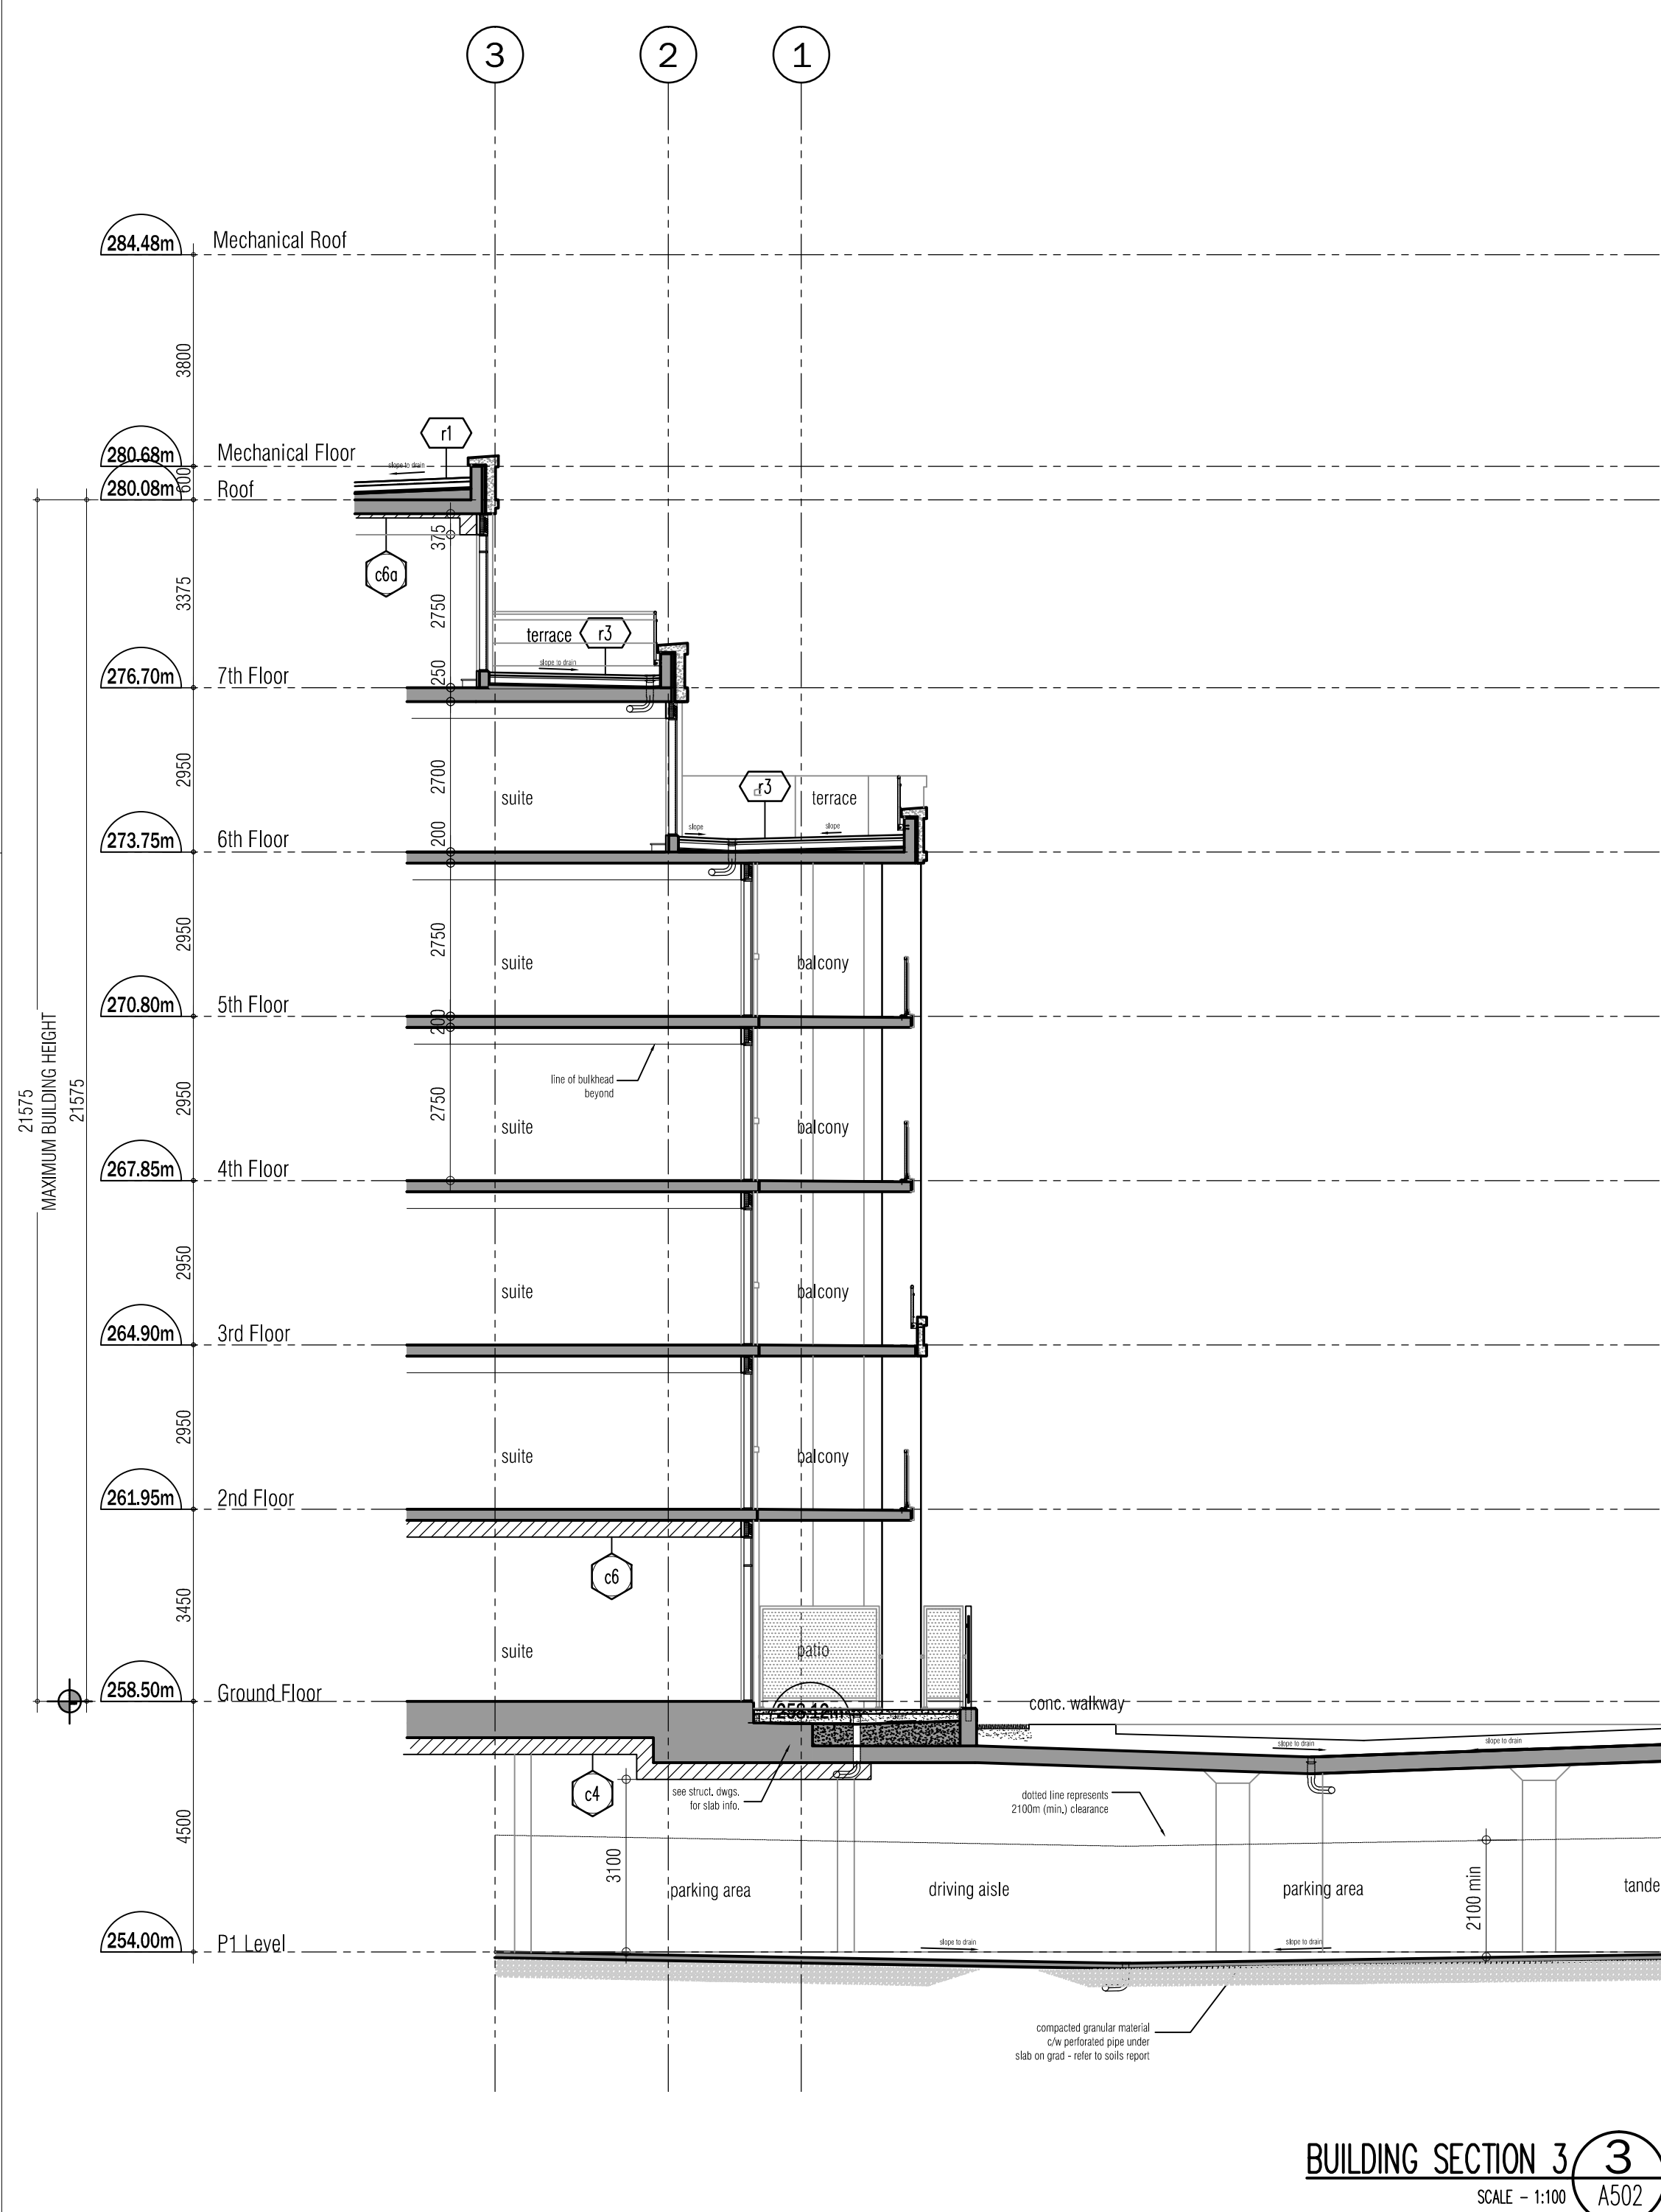 3
2
1
284.48m
Mechanical Roof
3800
r1
280.68m
Mechanical Floor
slope to drain
600
280.08m
Roof
375
c6a
3375
2750
terrace
r3
slope to drain
250
276.70m
7th Floor
2950
2700
suite
r3
terrace
slope
slope
200
273.75m
6th Floor
2950
2750
suite
balcony
270.80m
5th Floor
200
line of bulkhead
beyond
21575
MAXIMUM BUILDING HEIGHT
21575
2950
2750
suite
balcony
267.85m
4th Floor
2950
suite
balcony
264.90m
3rd Floor
2950
suite
balcony
261.95m
2nd Floor
c6
3450
suite
patio
258.50m
Ground Floor
258.12m
conc. walkway
slope to drain
slope to drain
c4
see struct. dwgs.
for slab info.
dotted line represents
2100m (min.) clearance
4500
3100
parking area
driving aisle
parking area
2100 min
tande
254.00m
P1 Level
slope to drain
slope to drain
compacted granular material
c/w perforated pipe under
slab on grad - refer to soils report
BUILDING SECTION 3
3
SCALE - 1:100
A502